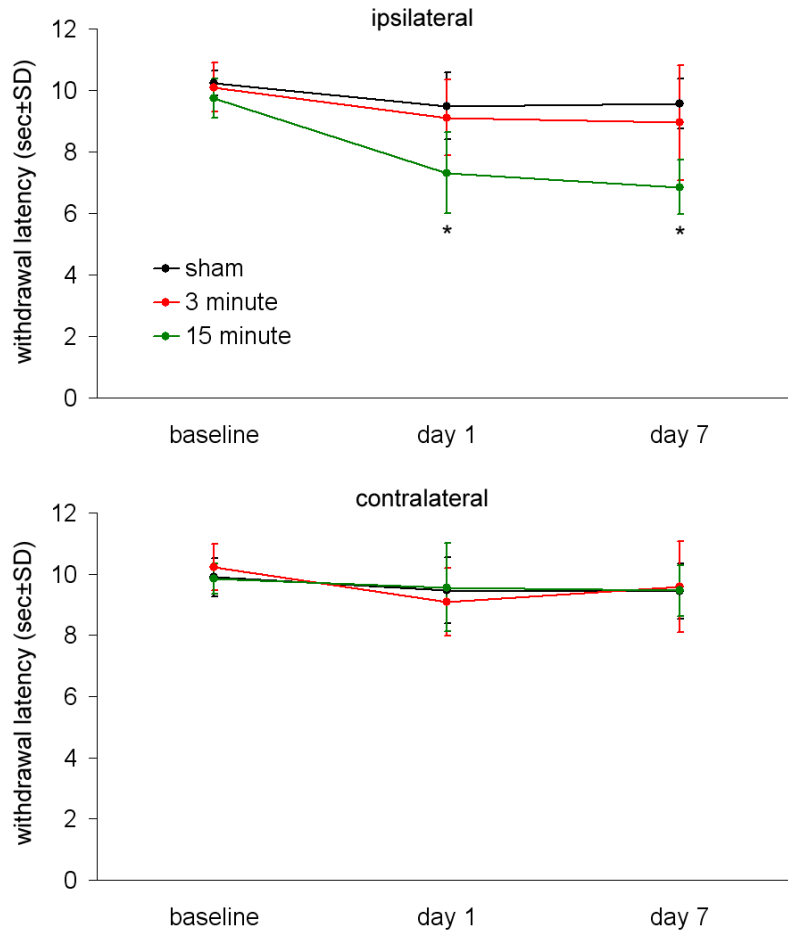 ipsilateral
withdrawal latency (sec±SD)
12
10
8
6
4
2
0
*
*
sham
3 minute
15 minute
baseline
day 1
day 7
contralateral
withdrawal latency (sec±SD)
12
10
8
6
4
2
0
baseline
day 1
day 7